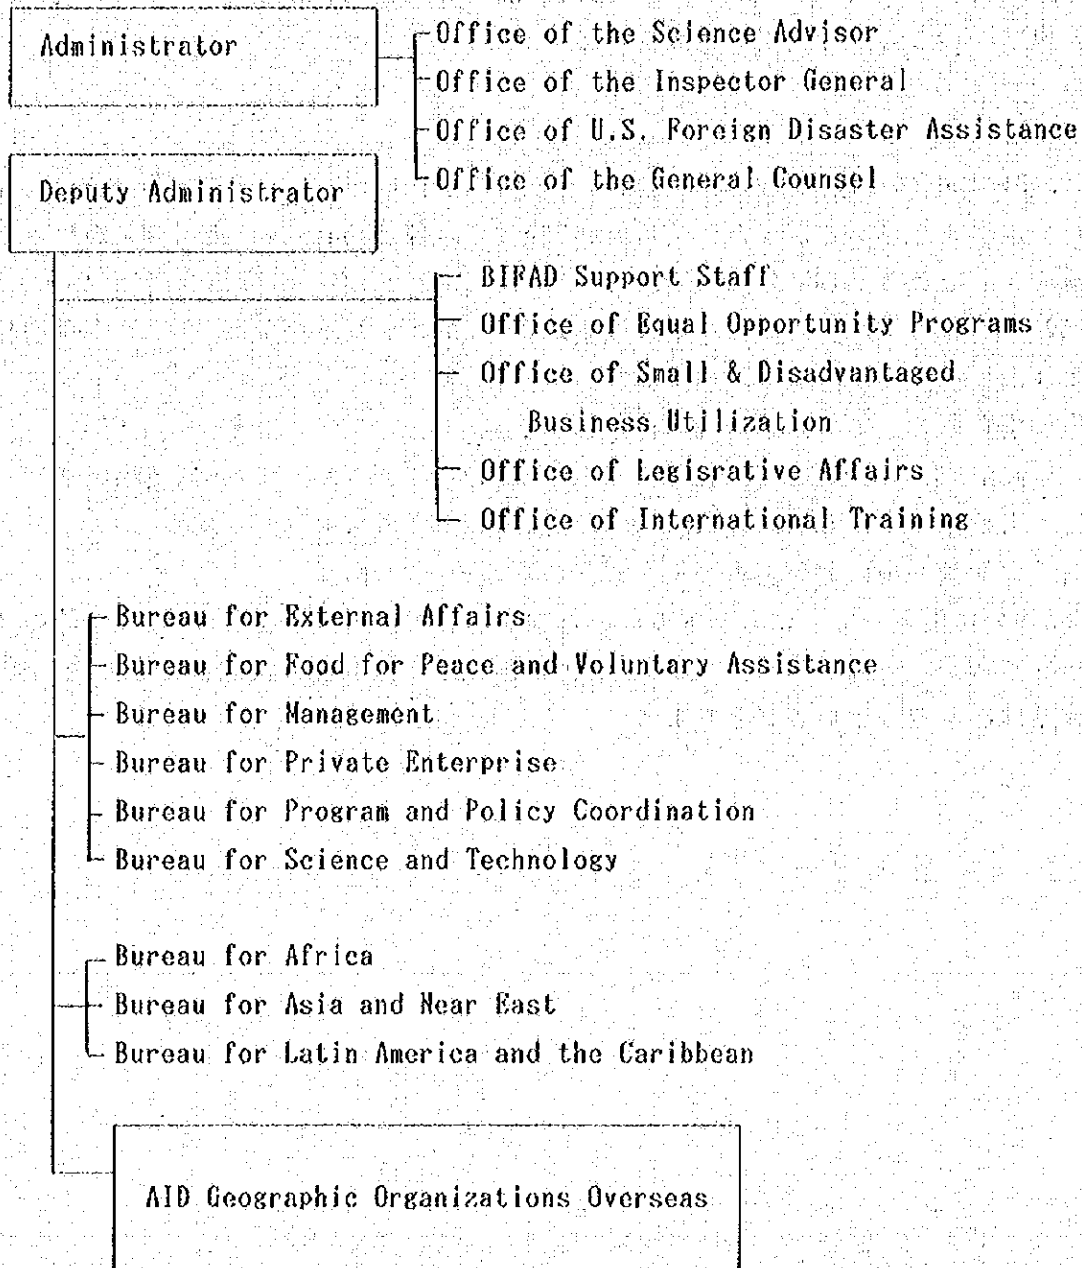 Administrator
Office of the Science Advisor
Office of the Inspector General
Office of U.S. Foreign Disaster Assistance
Office of the General Counsel
Deputy Administrator
BIFAD Support Staff
Office of Equal Opportunity Programs
Office of Small & Disadvantaged
Business Utilization
Office of Legisrative Affairs
Office of International Training
Bureau for External Affairs
Bureau for Food for Peace and Voluntary Assistance
Bureau for Management
Bureau for Private Enterprise
Bureau for Program and Policy Coordination
Bureau for Science and Technology
Bureau for Africa
Bureau for Asia and Near East
Bureau for Latin America and the Caribbean
AID Geographic Organizations Overseas